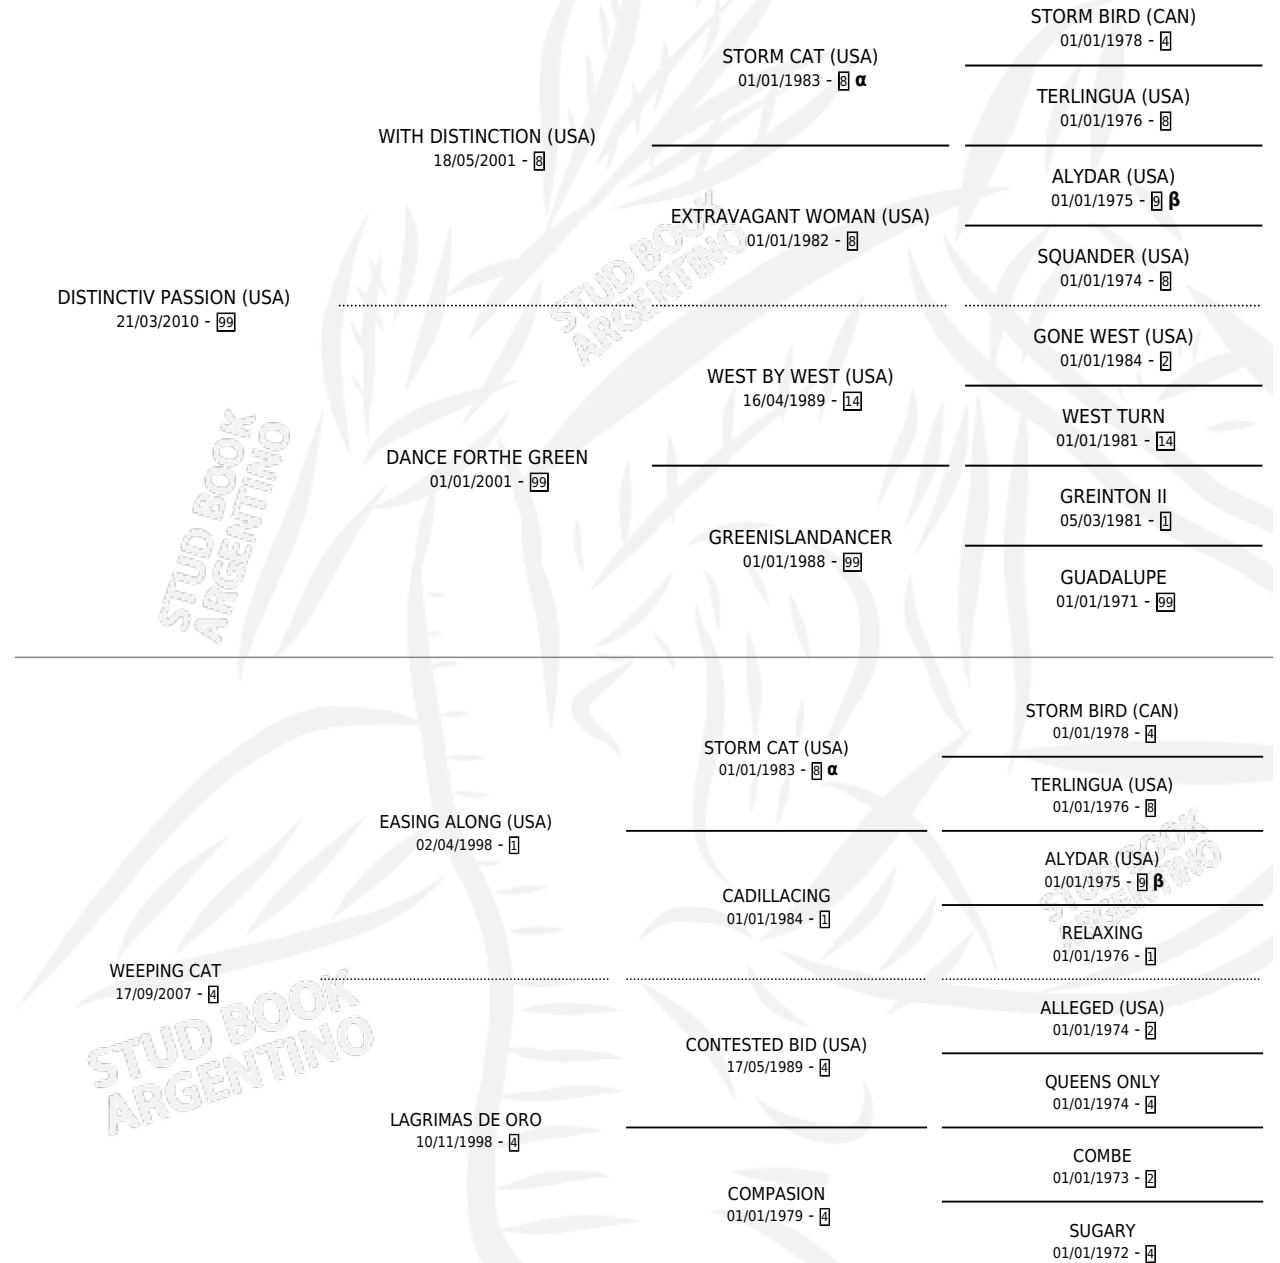 STORM BIRD (CAN)
01/01/1978 - 4
STORM CAT (USA)
01/01/1983 - 8 α
TERLINGUA (USA)
01/01/1976 - 8
WITH DISTINCTION (USA)
18/05/2001 - 8
ALYDAR (USA)
01/01/1975 - 9 β
EXTRAVAGANT WOMAN (USA)
01/01/1982 - 8
SQUANDER (USA)
01/01/1974 - 8
DISTINCTIV PASSION (USA)
21/03/2010 - 99
GONE WEST (USA)
01/01/1984 - 2
WEST BY WEST (USA)
16/04/1989 - 14
WEST TURN
01/01/1981 - 14
DANCE FORTHE GREEN
01/01/2001 - 99
GREINTON II
05/03/1981 - 1
GREENISLANDANCER
01/01/1988 - 99
GUADALUPE
01/01/1971 - 99
STORM BIRD (CAN)
01/01/1978 - 4
STORM CAT (USA)
01/01/1983 - 8 α
TERLINGUA (USA)
01/01/1976 - 8
EASING ALONG (USA)
02/04/1998 - 1
ALYDAR (USA)
01/01/1975 - 9 β
CADILLACING
01/01/1984 - 1
RELAXING
01/01/1976 - 1
WEEPING CAT
17/09/2007 - 4
ALLEGED (USA)
01/01/1974 - 2
CONTESTED BID (USA)
17/05/1989 - 4
QUEENS ONLY
01/01/1974 - 4
LAGRIMAS DE ORO
10/11/1998 - 4
COMBE
01/01/1973 - 2
COMPASION
01/01/1979 - 4
SUGARY
01/01/1972 - 4
STUD BOOK
ARGENTINO
STUD BOOK
ARGENTINO
STUD BOOK
ARGENTINO
STUD BOOK
ARGENTINO